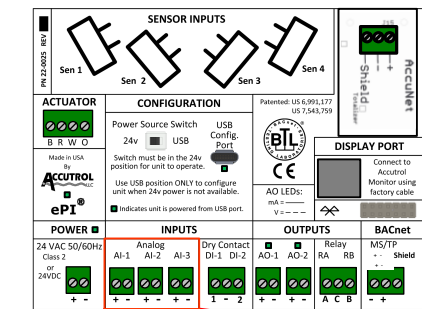 PN 22-0025 REV
SENSOR INPUTS
Sen 1
Sen 2
Sen 3
Sen 4
J15
- Shield +
AccuNet
Terminator
ACTUATOR
B R W O
Made in USA
By
ACCUTROL LLC
ePI®
CONFIGURATION
Power Source Switch
24v USB
Switch must be in the 24v
position for unit to operate.
USB
Config.
Port
Use USB position ONLY to configure
unit when 24v power is not available.
Indicates unit is powered from USB port.
Patented: US 6,991,177
US 7,543,759
BTL
CE
AO LEDs:
mA =
V =
DISPLAY PORT
Connect to
Accutrol
Monitor using
factory cable
POWER
24 VAC 50/60Hz
Class 2
or
24VDC
+ -
INPUTS
Analog
AI-1 AI-2 AI-3
+ - + - + -
Dry Contact
DI-1 DI-2
1 - 2
OUTPUTS
AO-1 AO-2
+ - + -
Relay
RA RB
A C B
BACnet
MS/TP
+ - Shield
+ -
- +